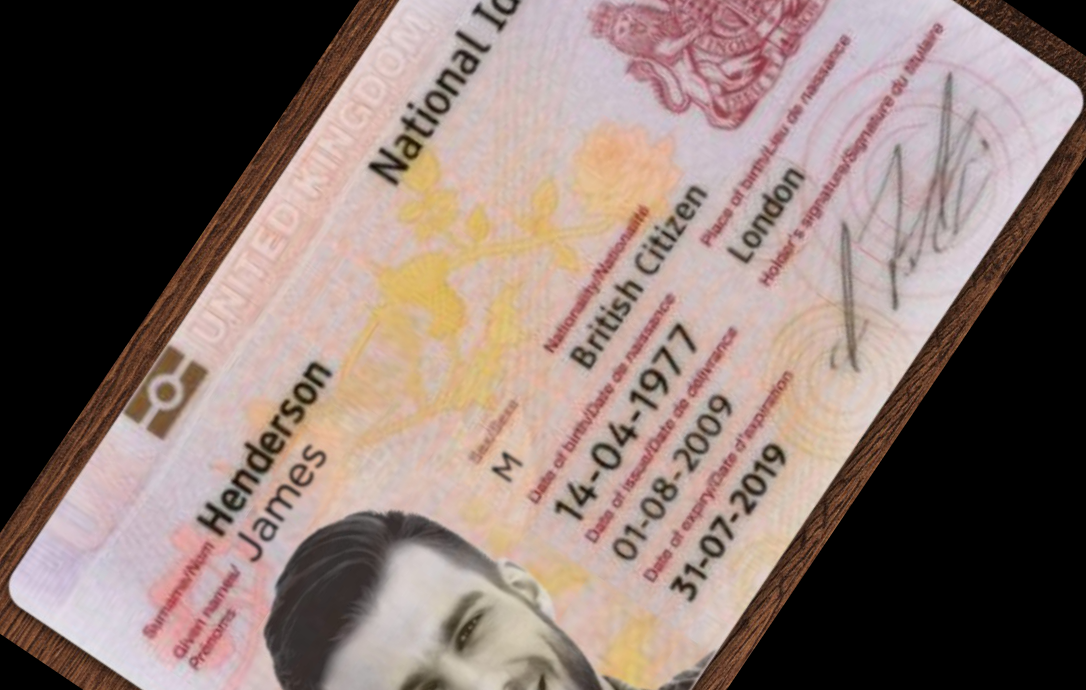 UNITED KINGDOM
National Id
Surname/Nom
Henderson
Given names/
Prénoms
James
Sex/Sexe
M
Nationality/Nationalité
British Citizen
Date of birth/Date de naissance
14-04-1977
Place of birth/Lieu de naissance
London
Date of issue/Date de délivrance
01-08-2009
Date of expiry/Date d'expiration
31-07-2019
Holder's signature/Signature du titulaire